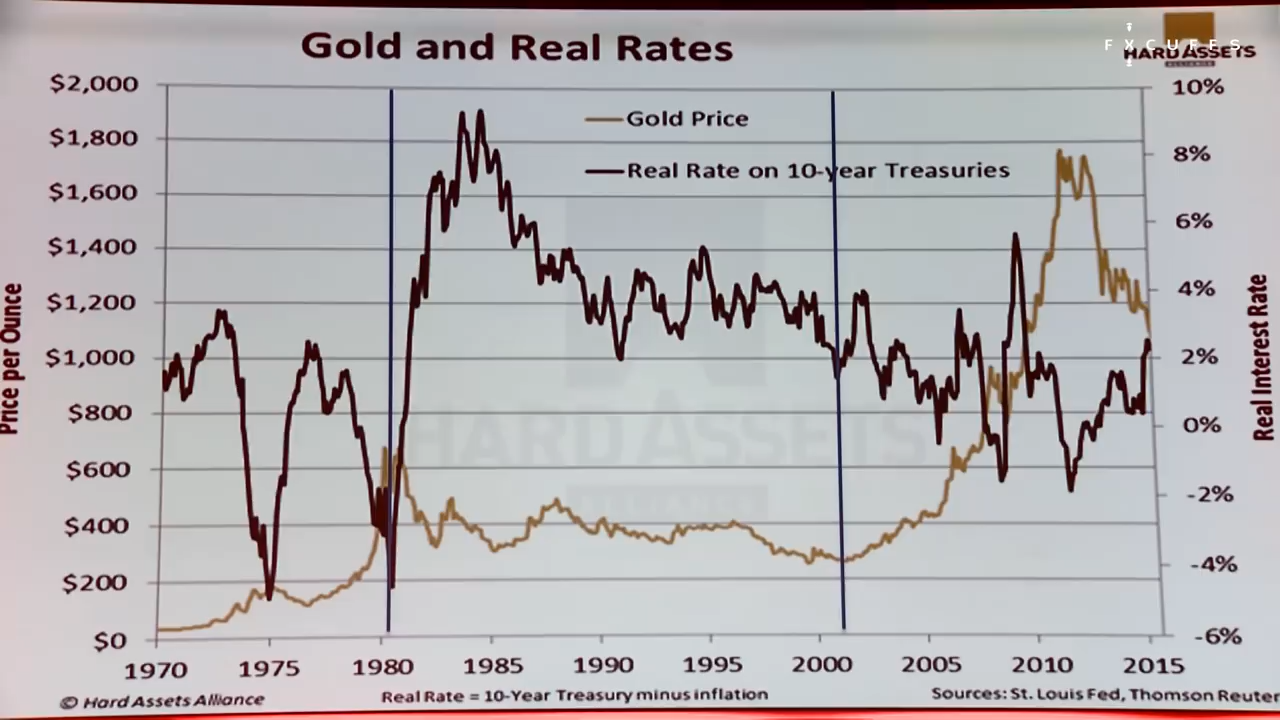 Gold and Real Rates
FXCUFFS
HARD ASSETS
ALLIANCE
$2,000
$1,800
$1,600
$1,400
$1,200
$1,000
$800
$600
$400
$200
$0
Price per Ounce
Gold Price
Real Rate on 10-year Treasuries
HARD ASSETS
ALLIANCE
10%
8%
6%
4%
2%
0%
-2%
-4%
-6%
Real Interest Rate
1970 1975 1980 1985 1990 1995 2000 2005 2010 2015
© Hard Assets Alliance
Real Rate = 10-Year Treasury minus inflation
Sources: St. Louis Fed, Thomson Reuter